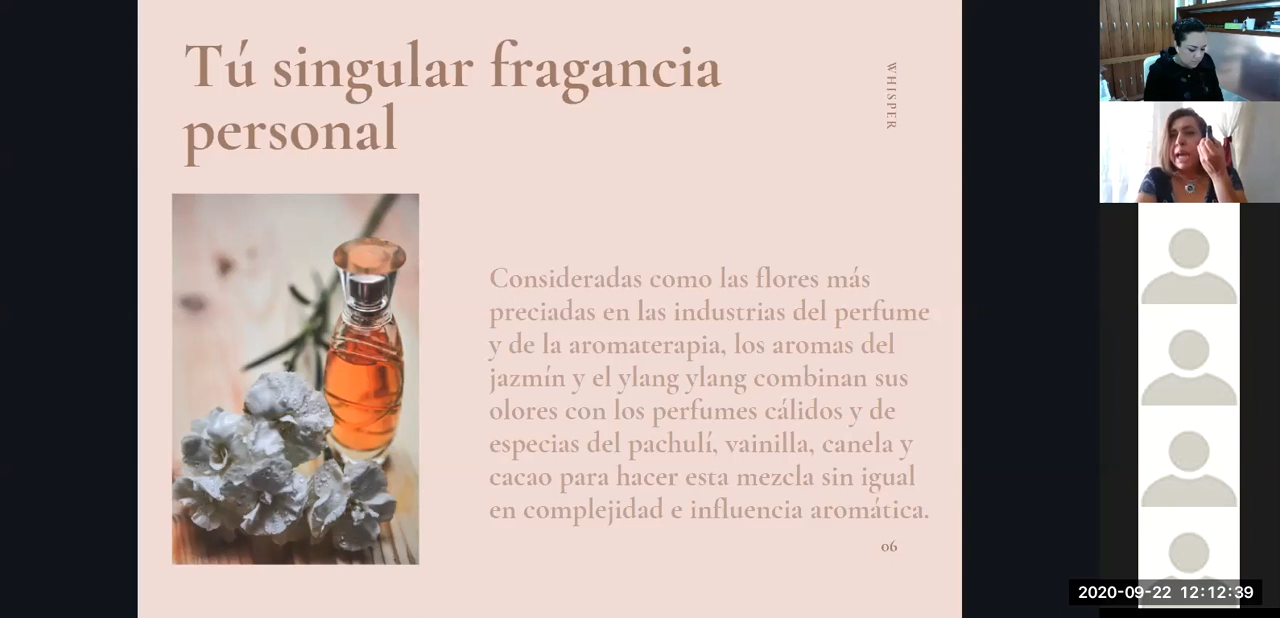 Tú singular fragancia
personal
WHISPER
Consideradas como las flores más
preciadas en las industrias del perfume
y de la aromaterapia, los aromas del
jazmín y el ylang ylang combinan sus
olores con los perfumes cálidos y de
especias del pachulí, vainilla, canela y
cacao para hacer esta mezcla sin igual
en complejidad e influencia aromática.
06
2020-09-22 12:12:39